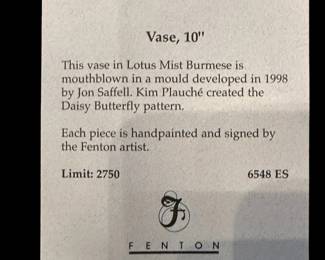 Vase, 10"
This vase in Lotus Mist Burmese is
mouthblown in a mould developed in 1998
by Jon Saffell. Kim Plauché created the
Daisy Butterfly pattern.
Each piece is handpainted and signed by
the Fenton artist.
Limit: 2750 6548 ES
F
FENTON